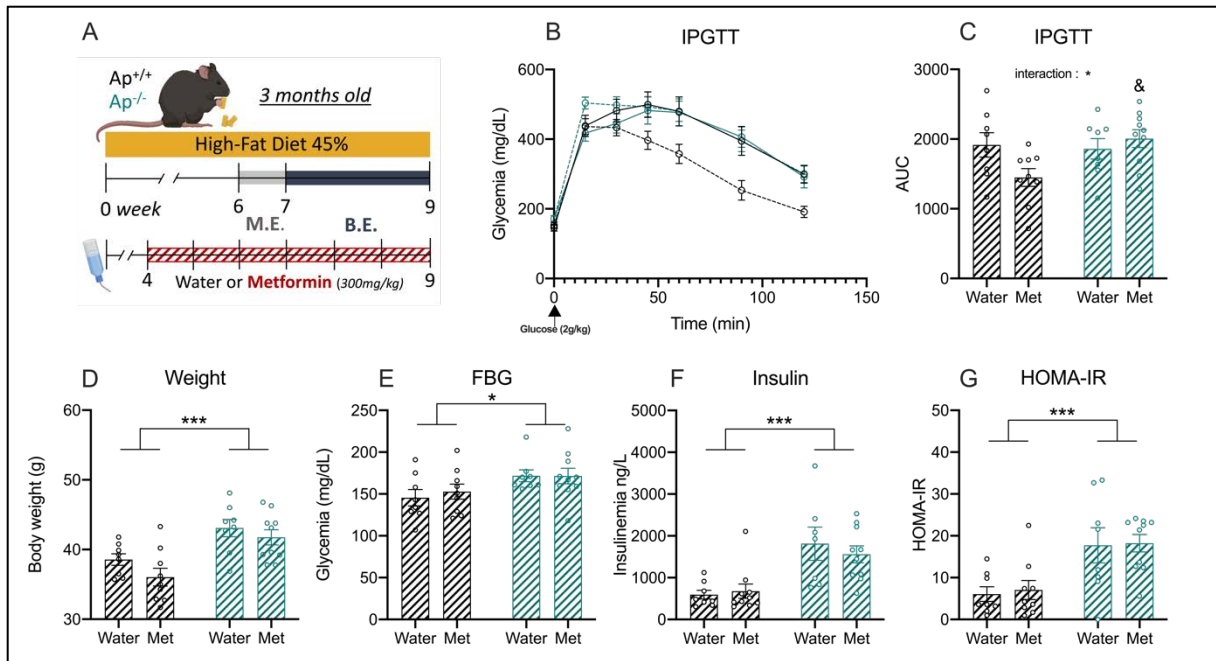 A
Ap+/+
Ap-/-
3 months old
High-Fat Diet 45%
0 week
6
7
9
M.E.
B.E.
4
9
Water or Metformin (300mg/kg)
B
IPGTT
Glycemia (mg/dL)
600
400
200
0
0
50
100
150
Time (min)
Glucose (2g/kg)
C
IPGTT
interaction : *
&
AUC
3000
2000
1000
0
Water
Met
Water
Met
D
Weight
***
Body weight (g)
60
50
40
30
Water
Met
Water
Met
E
FBG
*
Glycemia (mg/dL)
250
200
150
100
50
0
Water
Met
Water
Met
F
Insulin
***
Insulinemia ng/L
5000
4000
3000
2000
1000
0
Water
Met
Water
Met
G
HOMA-IR
***
HOMA-IR
50
40
30
20
10
0
Water
Met
Water
Met